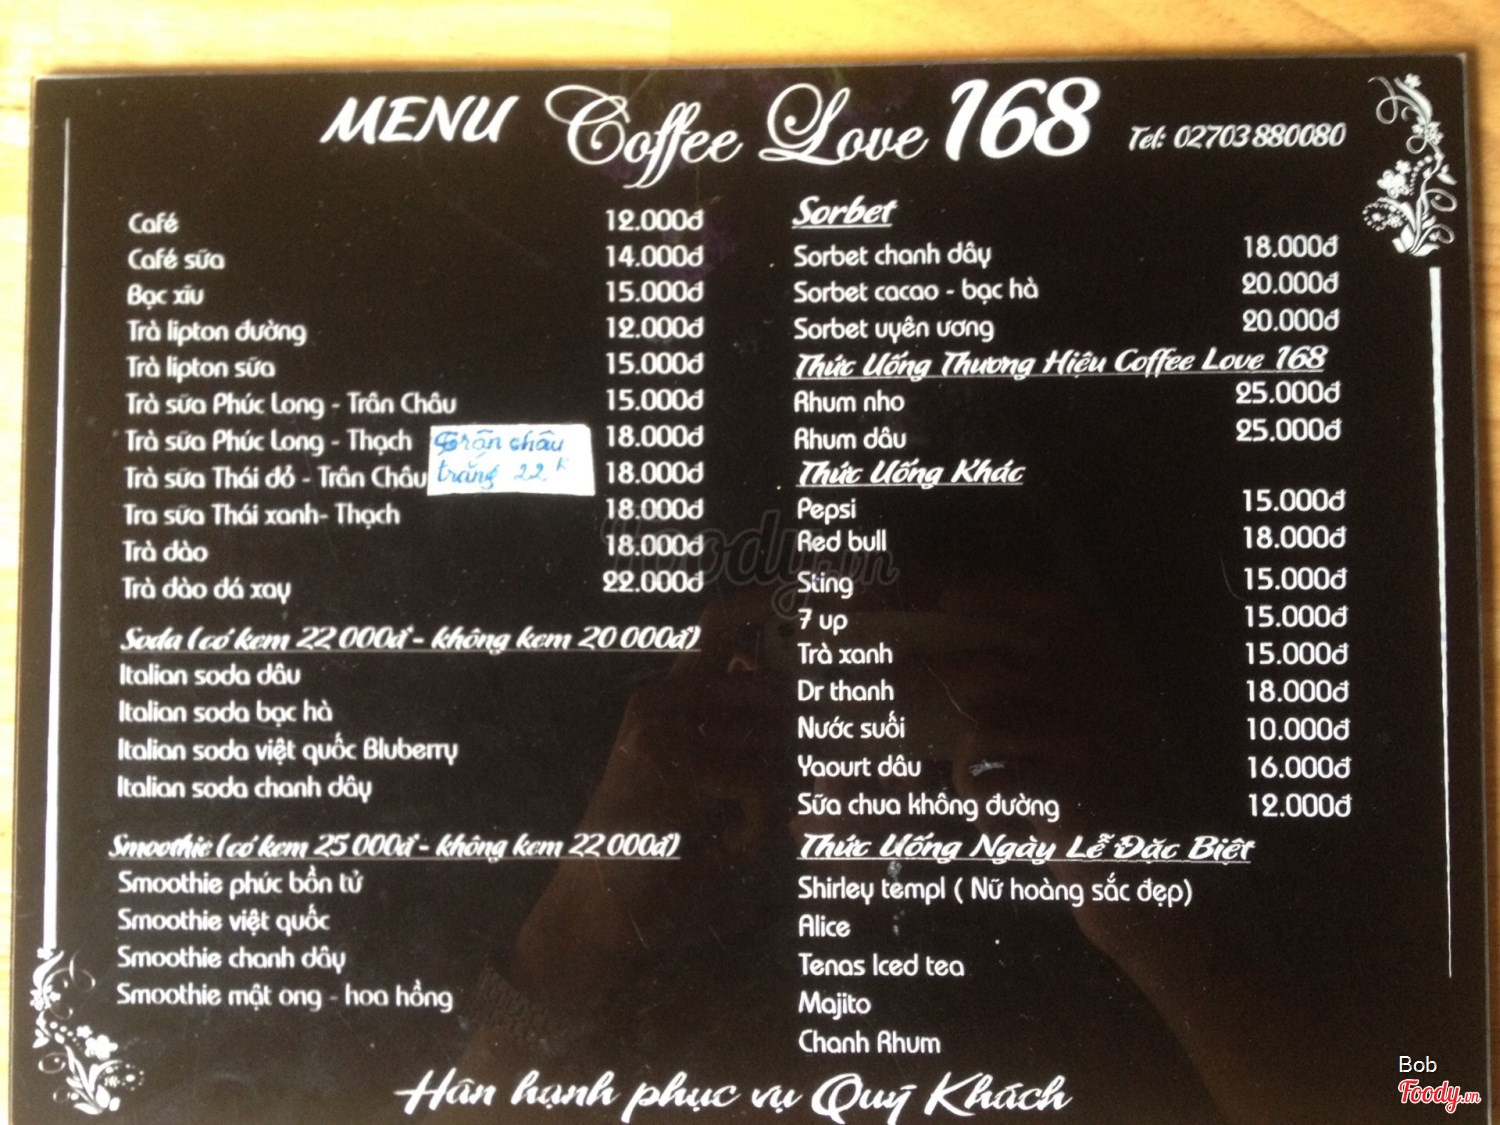 MENU Coffee Love 168 Tel: 02703 880080
Café 12.000đ
Café sữa 14.000đ
Bạc xĩu 15.000đ
Trà lipton đường 12.000đ
Trà lipton sữa 15.000đ
Trà sữa Phúc Long - Trân Châu 15.000đ
Trà sữa Phúc Long - Thạch 18.000đ
Trà sữa Thái đỏ - Trân Châu 18.000đ
Trân châu
trắng 22K
Tra sữa Thái xanh- Thạch 18.000đ
Trà đào 18.000đ
Trà đào đá xay 22.000đ
Soda (có kem 22 000đ - không kem 20 000đ)
Italian soda dâu
Italian soda bạc hà
Italian soda việt quốc Bluberry
Italian soda chanh dây
Smoothie (có kem 25 000đ - không kem 22 000đ)
Smoothie phúc bồn tử
Smoothie việt quốc
Smoothie chanh dây
Smoothie mật ong - hoa hồng
Sorbet
Sorbet chanh dây 18.000đ
Sorbet cacao - bạc hà 20.000đ
Sorbet uyên ương 20.000đ
Thức Uống Thương Hiệu Coffee Love 168
Rhum nho 25.000đ
Rhum dâu 25.000đ
Thức Uống Khác
Pepsi 15.000đ
Red bull 18.000đ
Sting 15.000đ
7 up 15.000đ
Trà xanh 15.000đ
Dr thanh 18.000đ
Nước suối 10.000đ
Yaourt dâu 16.000đ
Sữa chua không đường 12.000đ
Thức Uống Ngày Lễ Đặc Biệt
Shirley templ ( Nữ hoàng sắc đẹp)
Alice
Tenas Iced tea
Majito
Chanh Rhum
Hân hạnh phục vụ Quý Khách
Foody.vn
Bob
Foody.vn